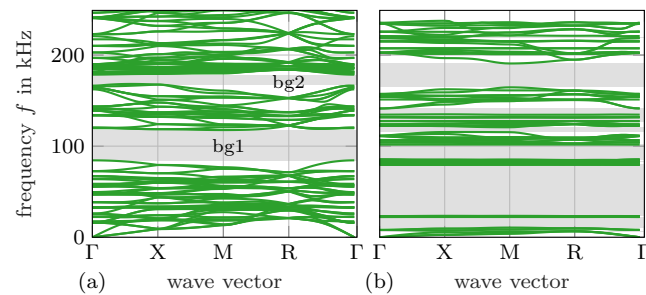 frequency f in kHz
200
100
0
bg2
bg1
Γ X M R Γ
Γ X M R Γ
(a) wave vector
(b) wave vector